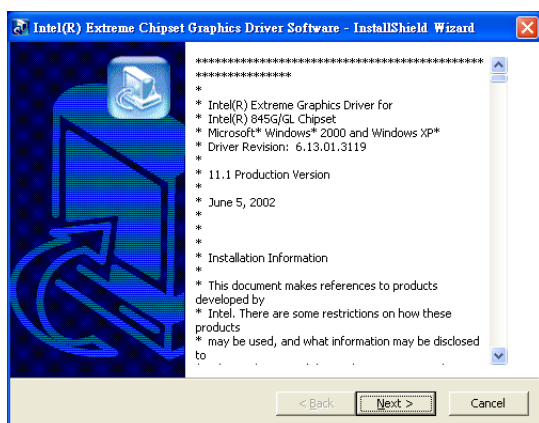 Intel(R) Extreme Chipset Graphics Driver Software - InstallShield Wizard
************************************************
****************
*
* Intel(R) Extreme Graphics Driver for
* Intel(R) 845G/GL Chipset
* Microsoft* Windows* 2000 and Windows XP*
* Driver Revision: 6.13.01.3119
*
* 11.1 Production Version
*
* June 5, 2002
*
*
*
* Installation Information
*
* This document makes references to products
developed by
* Intel. There are some restrictions on how these
products
* may be used, and what information may be disclosed
to
< Back
Next >
Cancel